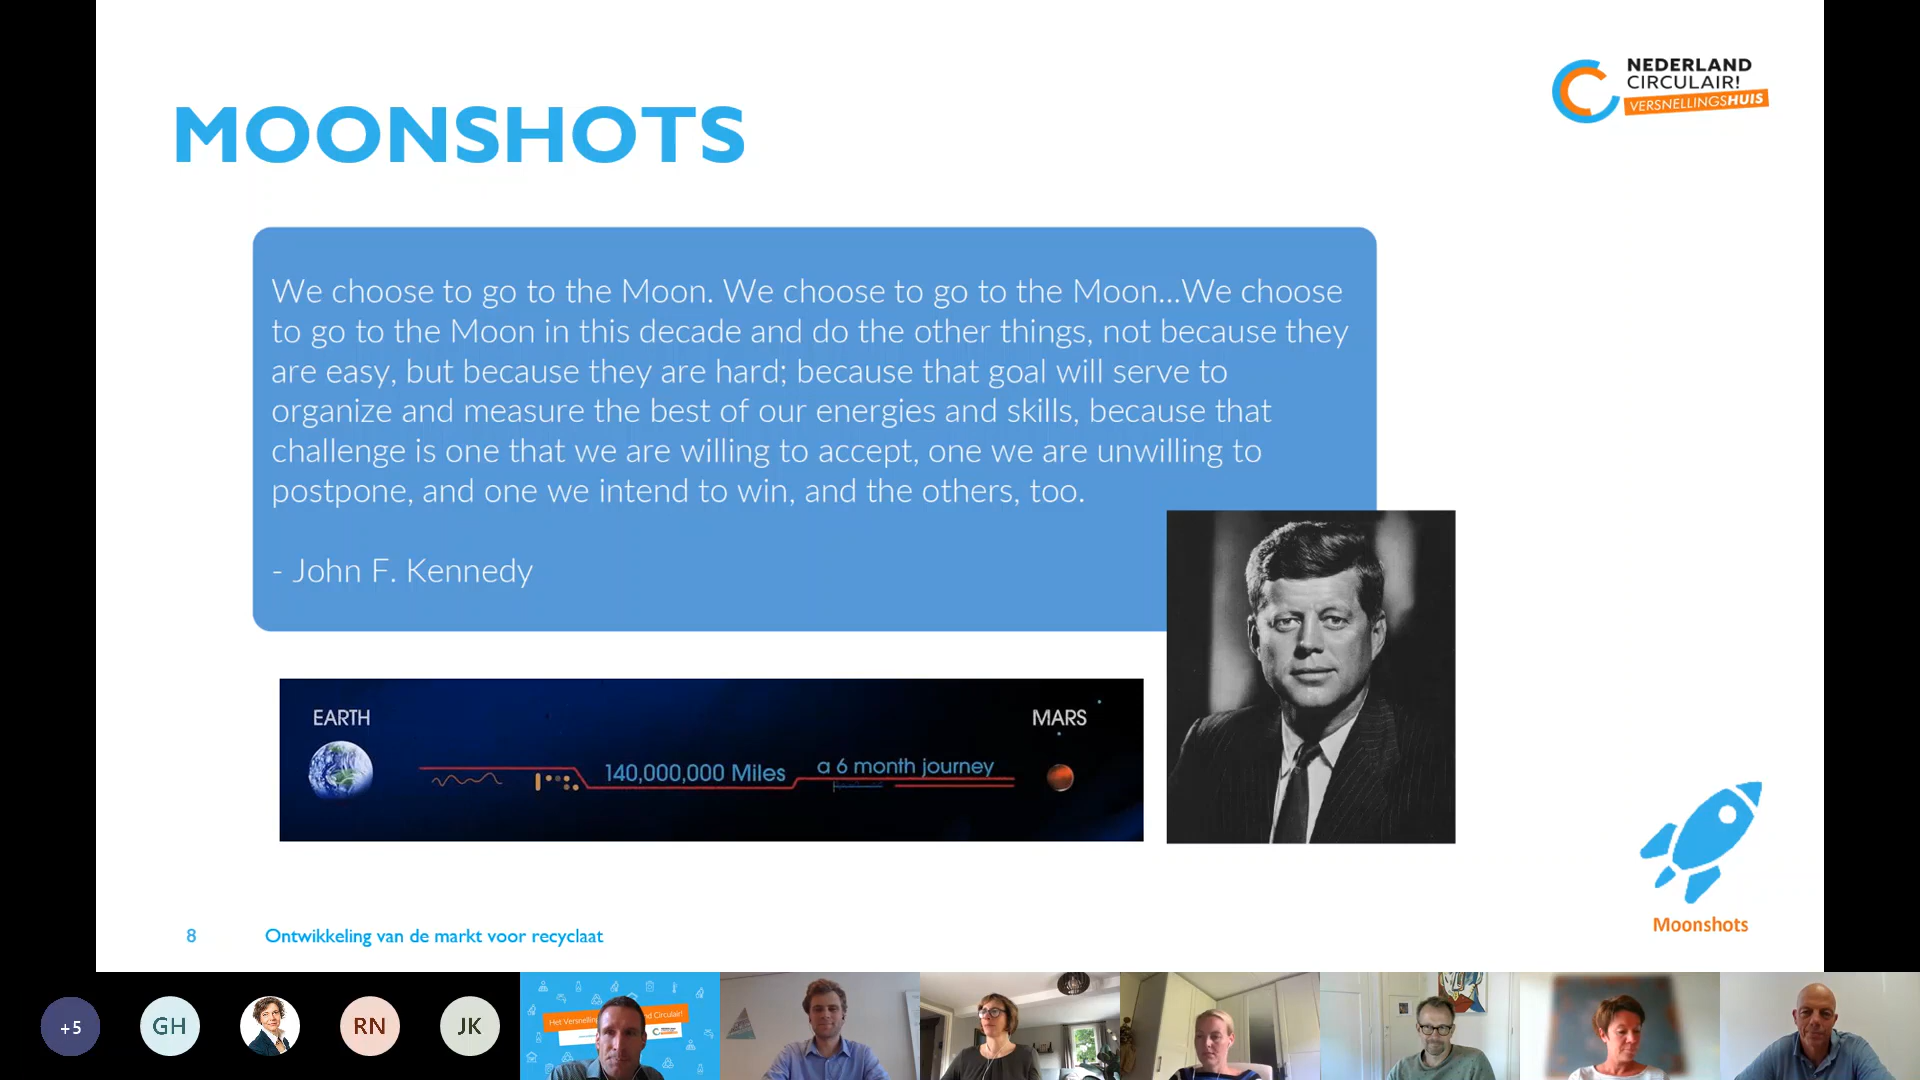 NEDERLAND
CIRCULAIR!
VERSNELLINGSHUIS
MOONSHOTS
We choose to go to the Moon. We choose to go to the Moon...We choose
to go to the Moon in this decade and do the other things, not because they
are easy, but because they are hard; because that goal will serve to
organize and measure the best of our energies and skills, because that
challenge is one that we are willing to accept, one we are unwilling to
postpone, and one we intend to win, and the others, too.
- John F. Kennedy
EARTH
140,000,000 Miles
a 6 month journey
MARS
Moonshots
8
Ontwikkeling van de markt voor recyclaat
+5
GH
RN
JK
Het Versnelling
nd Circulair!